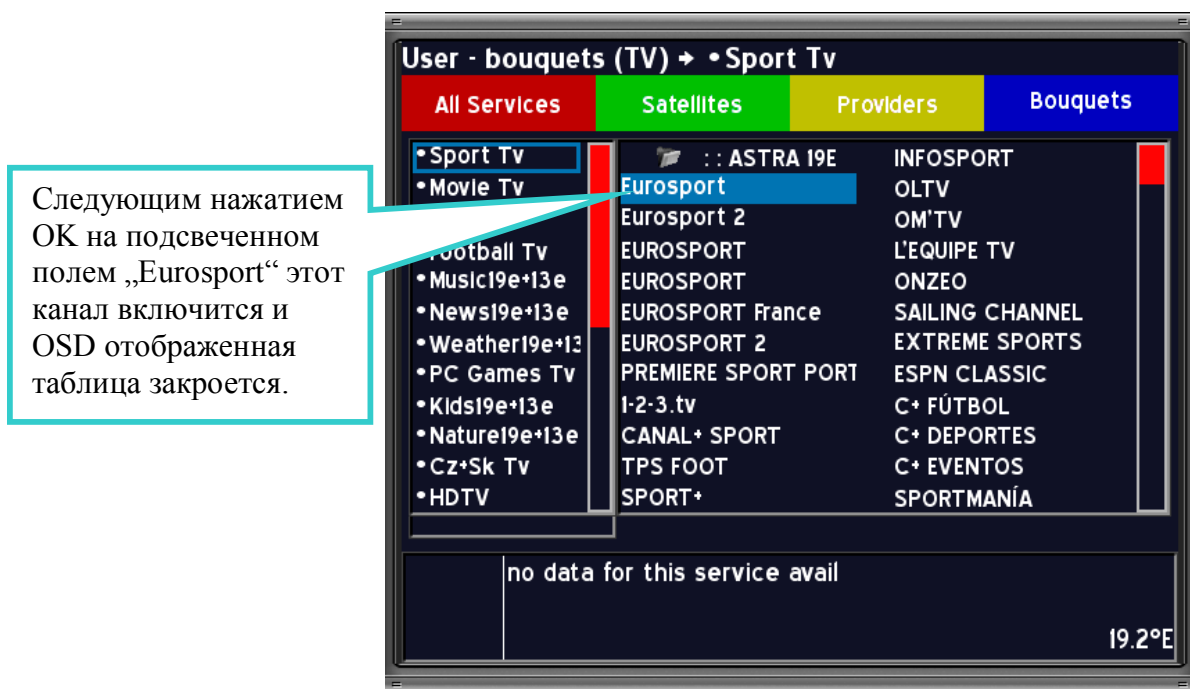 User - bouquets (TV) → •Sport Tv
All Services
Satellites
Providers
Bouquets
Следующим нажатием
OK на подсвеченном
полем „Eurosport“ этот
канал включится и
OSD отображенная
таблица закроется.
•Sport Tv
•Movie Tv
Football Tv
•Music19e+13e
•News19e+13e
•Weather19e+13
•PC Games Tv
•Kids19e+13e
•Nature19e+13e
•Cz+Sk Tv
•HDTV
: : ASTRA 19E
Eurosport
Eurosport 2
EUROSPORT
EUROSPORT
EUROSPORT France
EUROSPORT 2
PREMIERE SPORT PORT
1-2-3.tv
CANAL+ SPORT
TPS FOOT
SPORT+
INFOSPORT
OLTV
OM'TV
L'EQUIPE TV
ONZEO
SAILING CHANNEL
EXTREME SPORTS
ESPN CLASSIC
C+ FÚTBOL
C+ DEPORTES
C+ EVENTOS
SPORTMANÍA
no data for this service avail
19.2°E